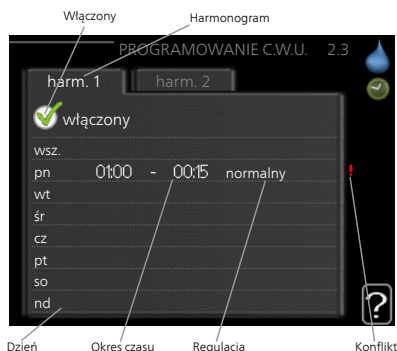 Włączony
Harmonogram
PROGRAMOWANIE C.W.U. 2.3
harm. 1 harm. 2
włączony
wsz.
pn 01:00 - 00:15 normalny !
wt
śr
cz
pt
so
nd
?
Dzień Okres czasu Regulacja Konflikt